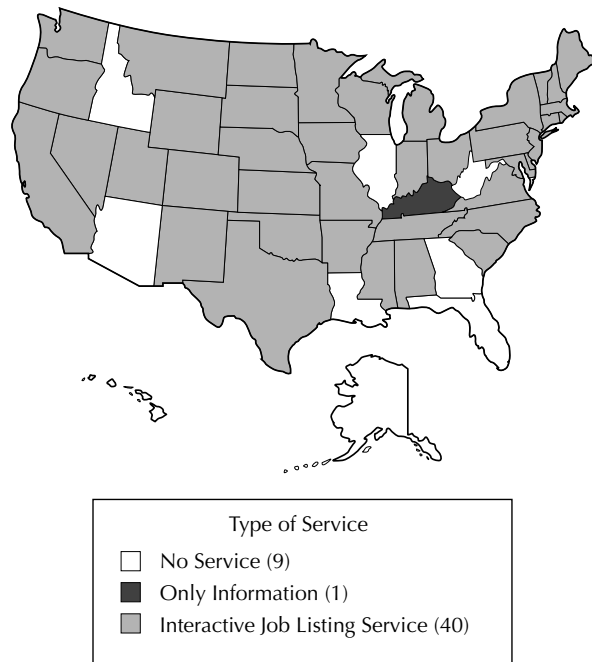 Type of Service
No Service (9)
Only Information (1)
Interactive Job Listing Service (40)